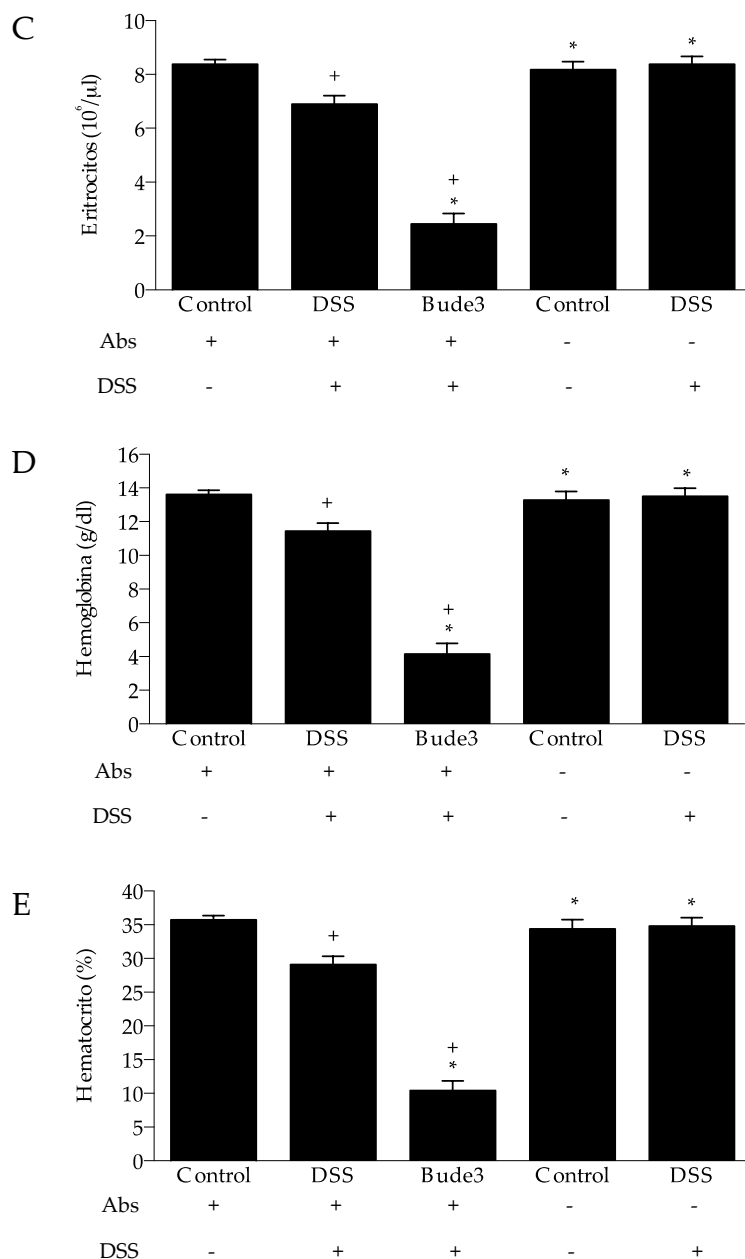 C
Eritrocitos (10⁶/µl)
10
8
6
4
2
0
+
+
*
*
*
Control DSS Bude3 Control DSS
Abs + + + - -
DSS - + + - +
D
Hemoglobina (g/dl)
16
14
12
10
8
6
4
2
0
+
+
*
*
*
Control DSS Bude3 Control DSS
Abs + + + - -
DSS - + + - +
E
Hematocrito (%)
40
35
30
25
20
15
10
5
0
+
+
*
*
*
Control DSS Bude3 Control DSS
Abs + + + - -
DSS - + + - +